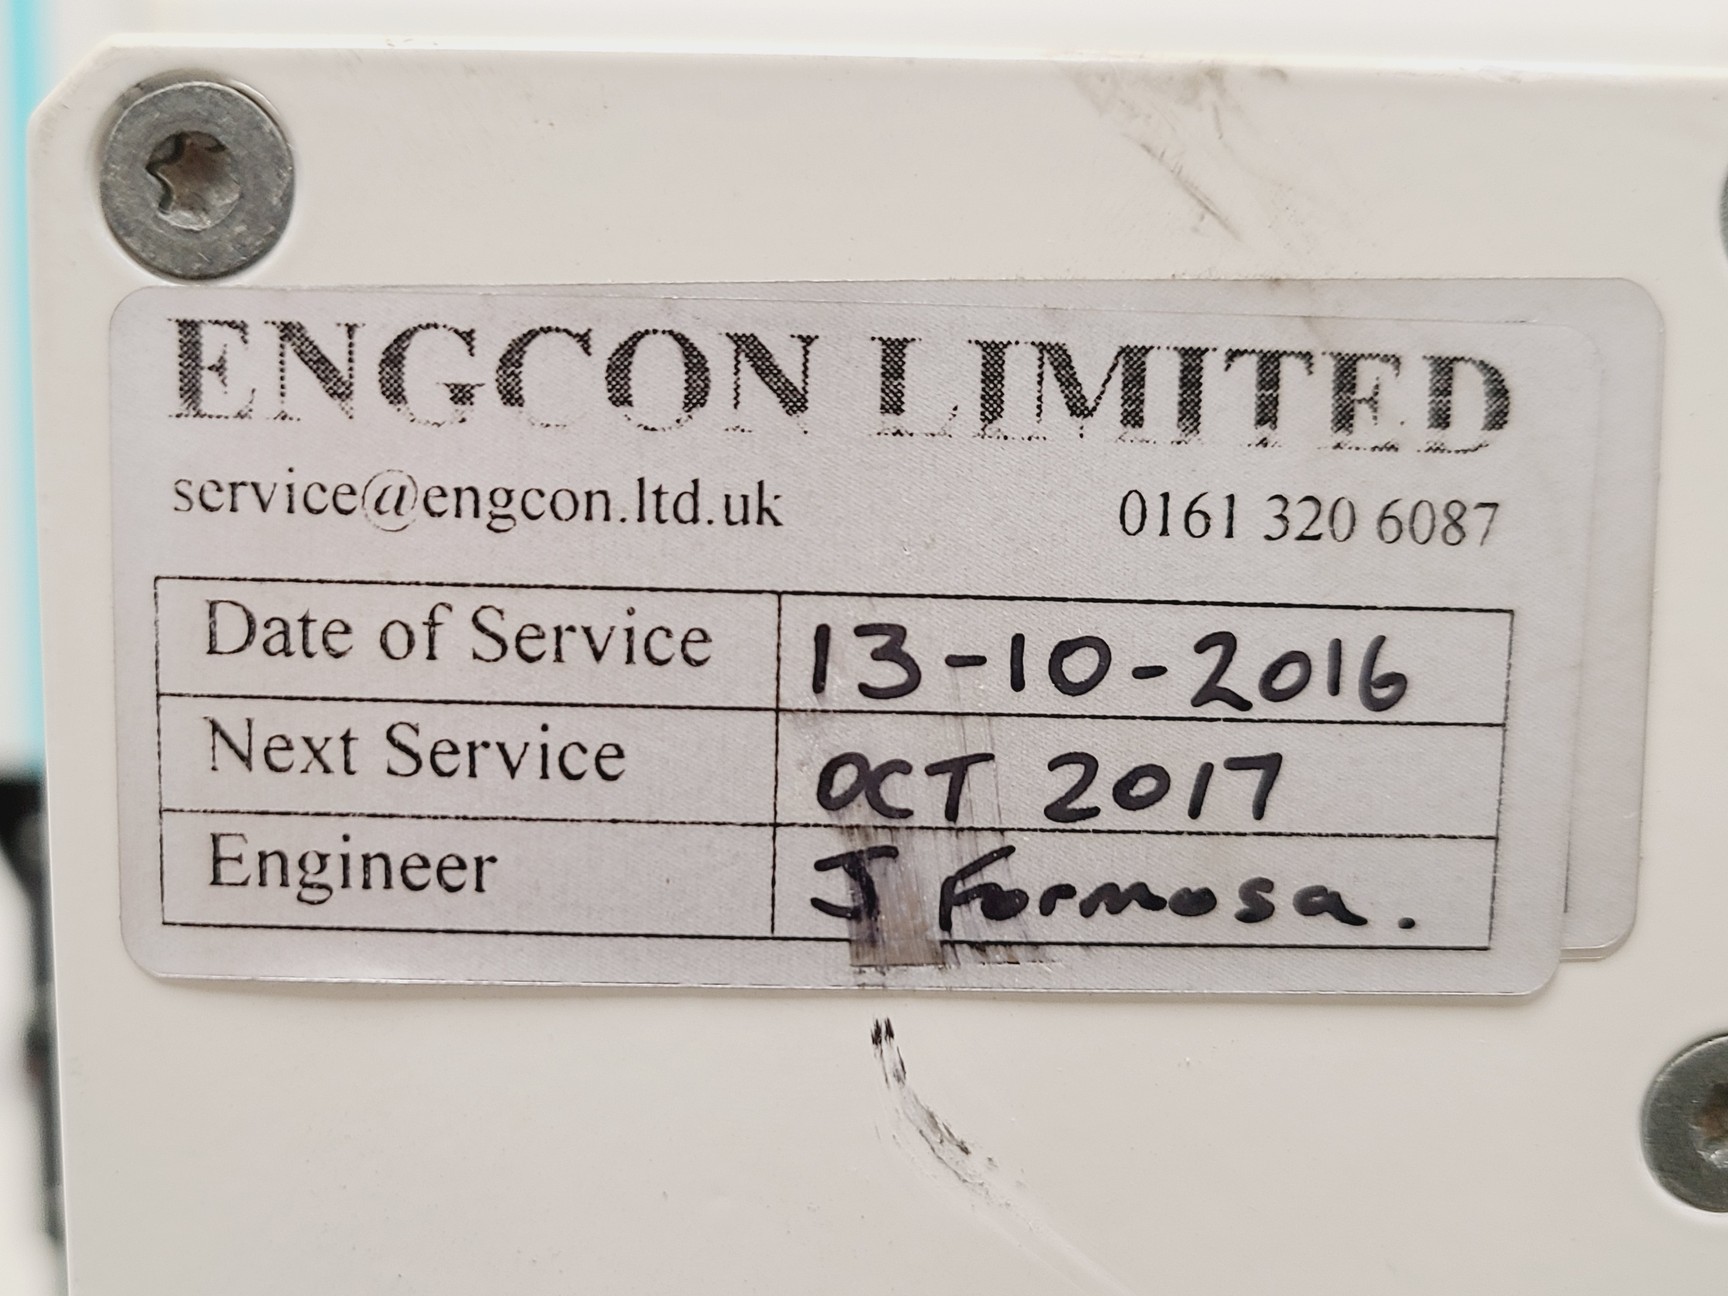 ENGCON LIMITED
service@engcon.ltd.uk 0161 320 6087
Date of Service 13-10-2016
Next Service OCT 2017
Engineer J Formosa.